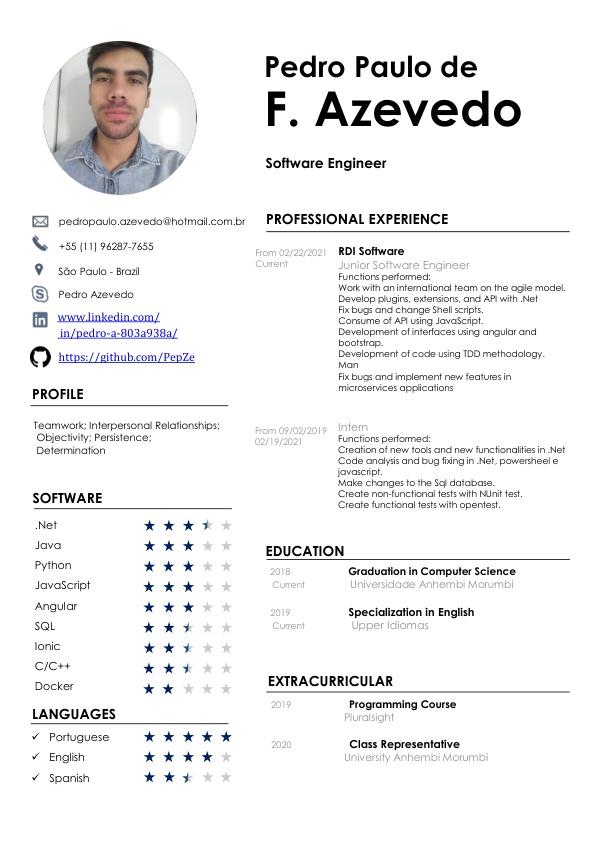 Pedro Paulo de
F. Azevedo
Software Engineer
pedropaulo.azevedo@hotmail.com.br
+55 (11) 96287-7655
São Paulo - Brazil
Pedro Azevedo
www.linkedin.com/
in/pedro-a-803a938a/
https://github.com/PepZe
PROFILE
Teamwork; Interpersonal Relationships;
Objectivity; Persistence;
Determination
SOFTWARE
.Net
Java
Python
JavaScript
Angular
SQL
Ionic
C/C++
Docker
LANGUAGES
✓ Portuguese
✓ English
✓ Spanish
PROFESSIONAL EXPERIENCE
From 02/22/2021
Current
RDI Software
Junior Software Engineer
Functions performed:
Work with an international team on the agile model.
Develop plugins, extensions, and API with .Net
Fix bugs and change Shell scripts.
Consume of API using JavaScript.
Development of interfaces using angular and
bootstrap.
Development of code using TDD methodology.
Man
Fix bugs and implement new features in
microservices applications
From 09/02/2019
02/19/2021
Intern
Functions performed:
Creation of new tools and new functionalities in .Net
Code analysis and bug fixing in .Net, powersheel e
javascript.
Make changes to the Sql database.
Create non-functional tests with NUnit test.
Create functional tests with opentest.
EDUCATION
2018
Current
Graduation in Computer Science
Universidade Anhembi Morumbi
2019
Current
Specialization in English
Upper Idiomas
EXTRACURRICULAR
2019
Programming Course
Pluralsight
2020
Class Representative
University Anhembi Morumbi